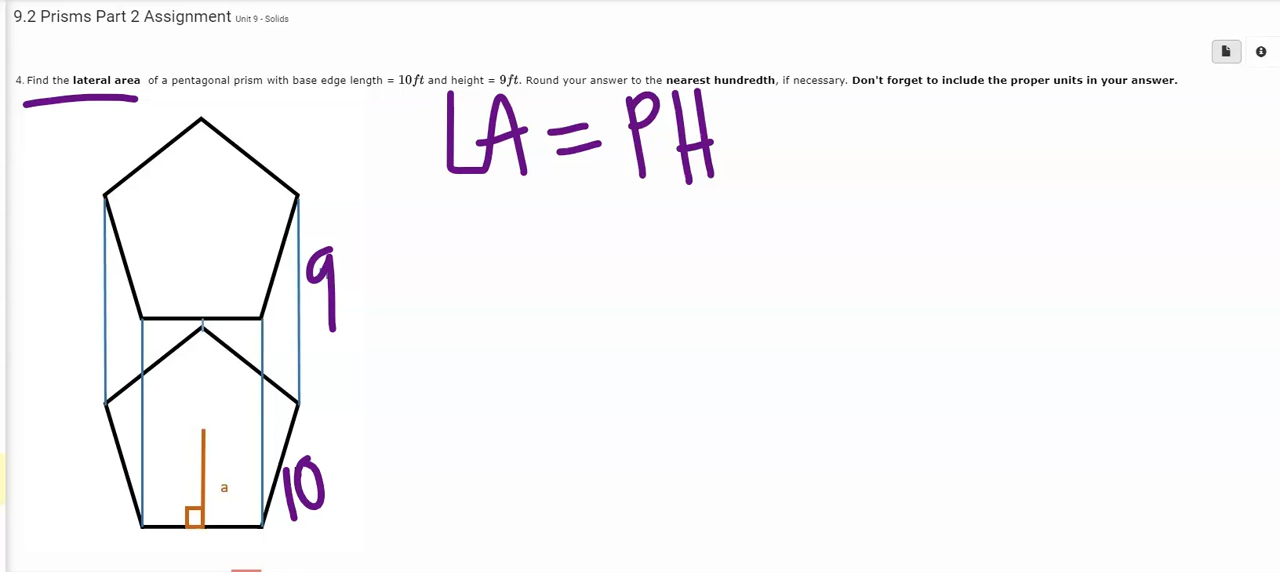 9.2 Prisms Part 2 Assignment Unit 9 - Solids
4. Find the lateral area of a pentagonal prism with base edge length = 10ft and height = 9ft. Round your answer to the nearest hundredth, if necessary. Don't forget to include the proper units in your answer.
LA = PH
9
10
a